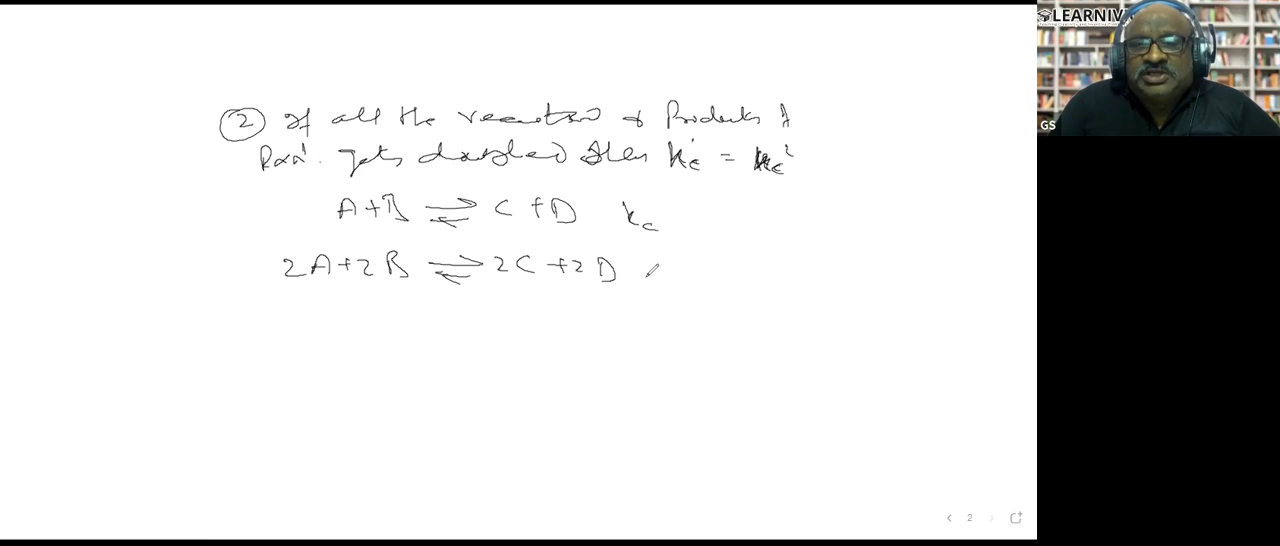 ② If all the reactants & Products of
Rxn. gets doubled then Kc' = Kc²
A + B ⇌ C + D Kc
2A + 2B ⇌ 2C + 2D
LEARNIV
GS
2